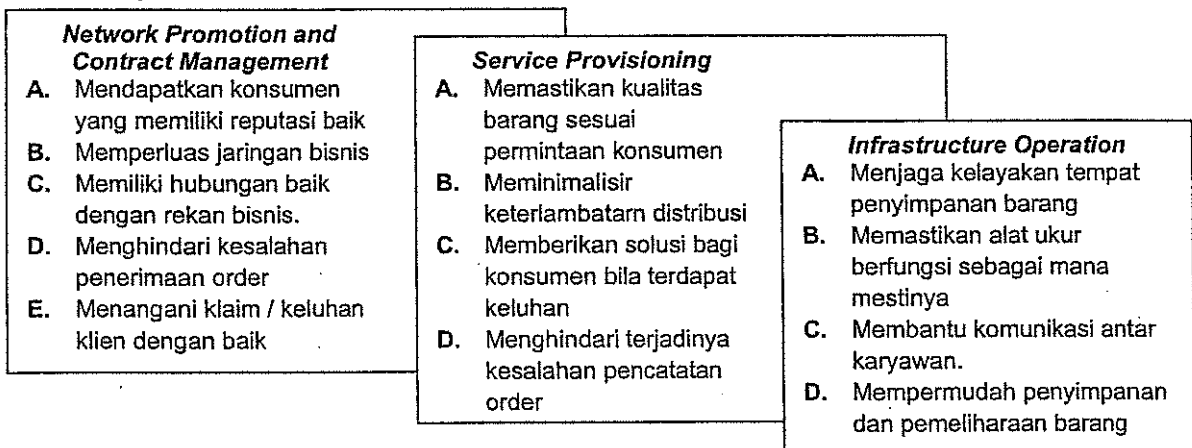 Network Promotion and
Contract Management
A. Mendapatkan konsumen
yang memiliki reputasi baik
B. Memperluas jaringan bisnis
C. Memiliki hubungan baik
dengan rekan bisnis.
D. Menghindari kesalahan
penerimaan order
E. Menangani klaim / keluhan
klien dengan baik
Service Provisioning
A. Memastikan kualitas
barang sesuai
permintaan konsumen
B. Meminimalisir
keterlambatarn distribusi
C. Memberikan solusi bagi
konsumen bila terdapat
keluhan
D. Menghindari terjadinya
kesalahan pencatatan
order
Infrastructure Operation
A. Menjaga kelayakan tempat
penyimpanan barang
B. Memastikan alat ukur
berfungsi sebagai mana
mestinya
C. Membantu komunikasi antar
karyawan.
D. Mempermudah penyimpanan
dan pemeliharaan barang